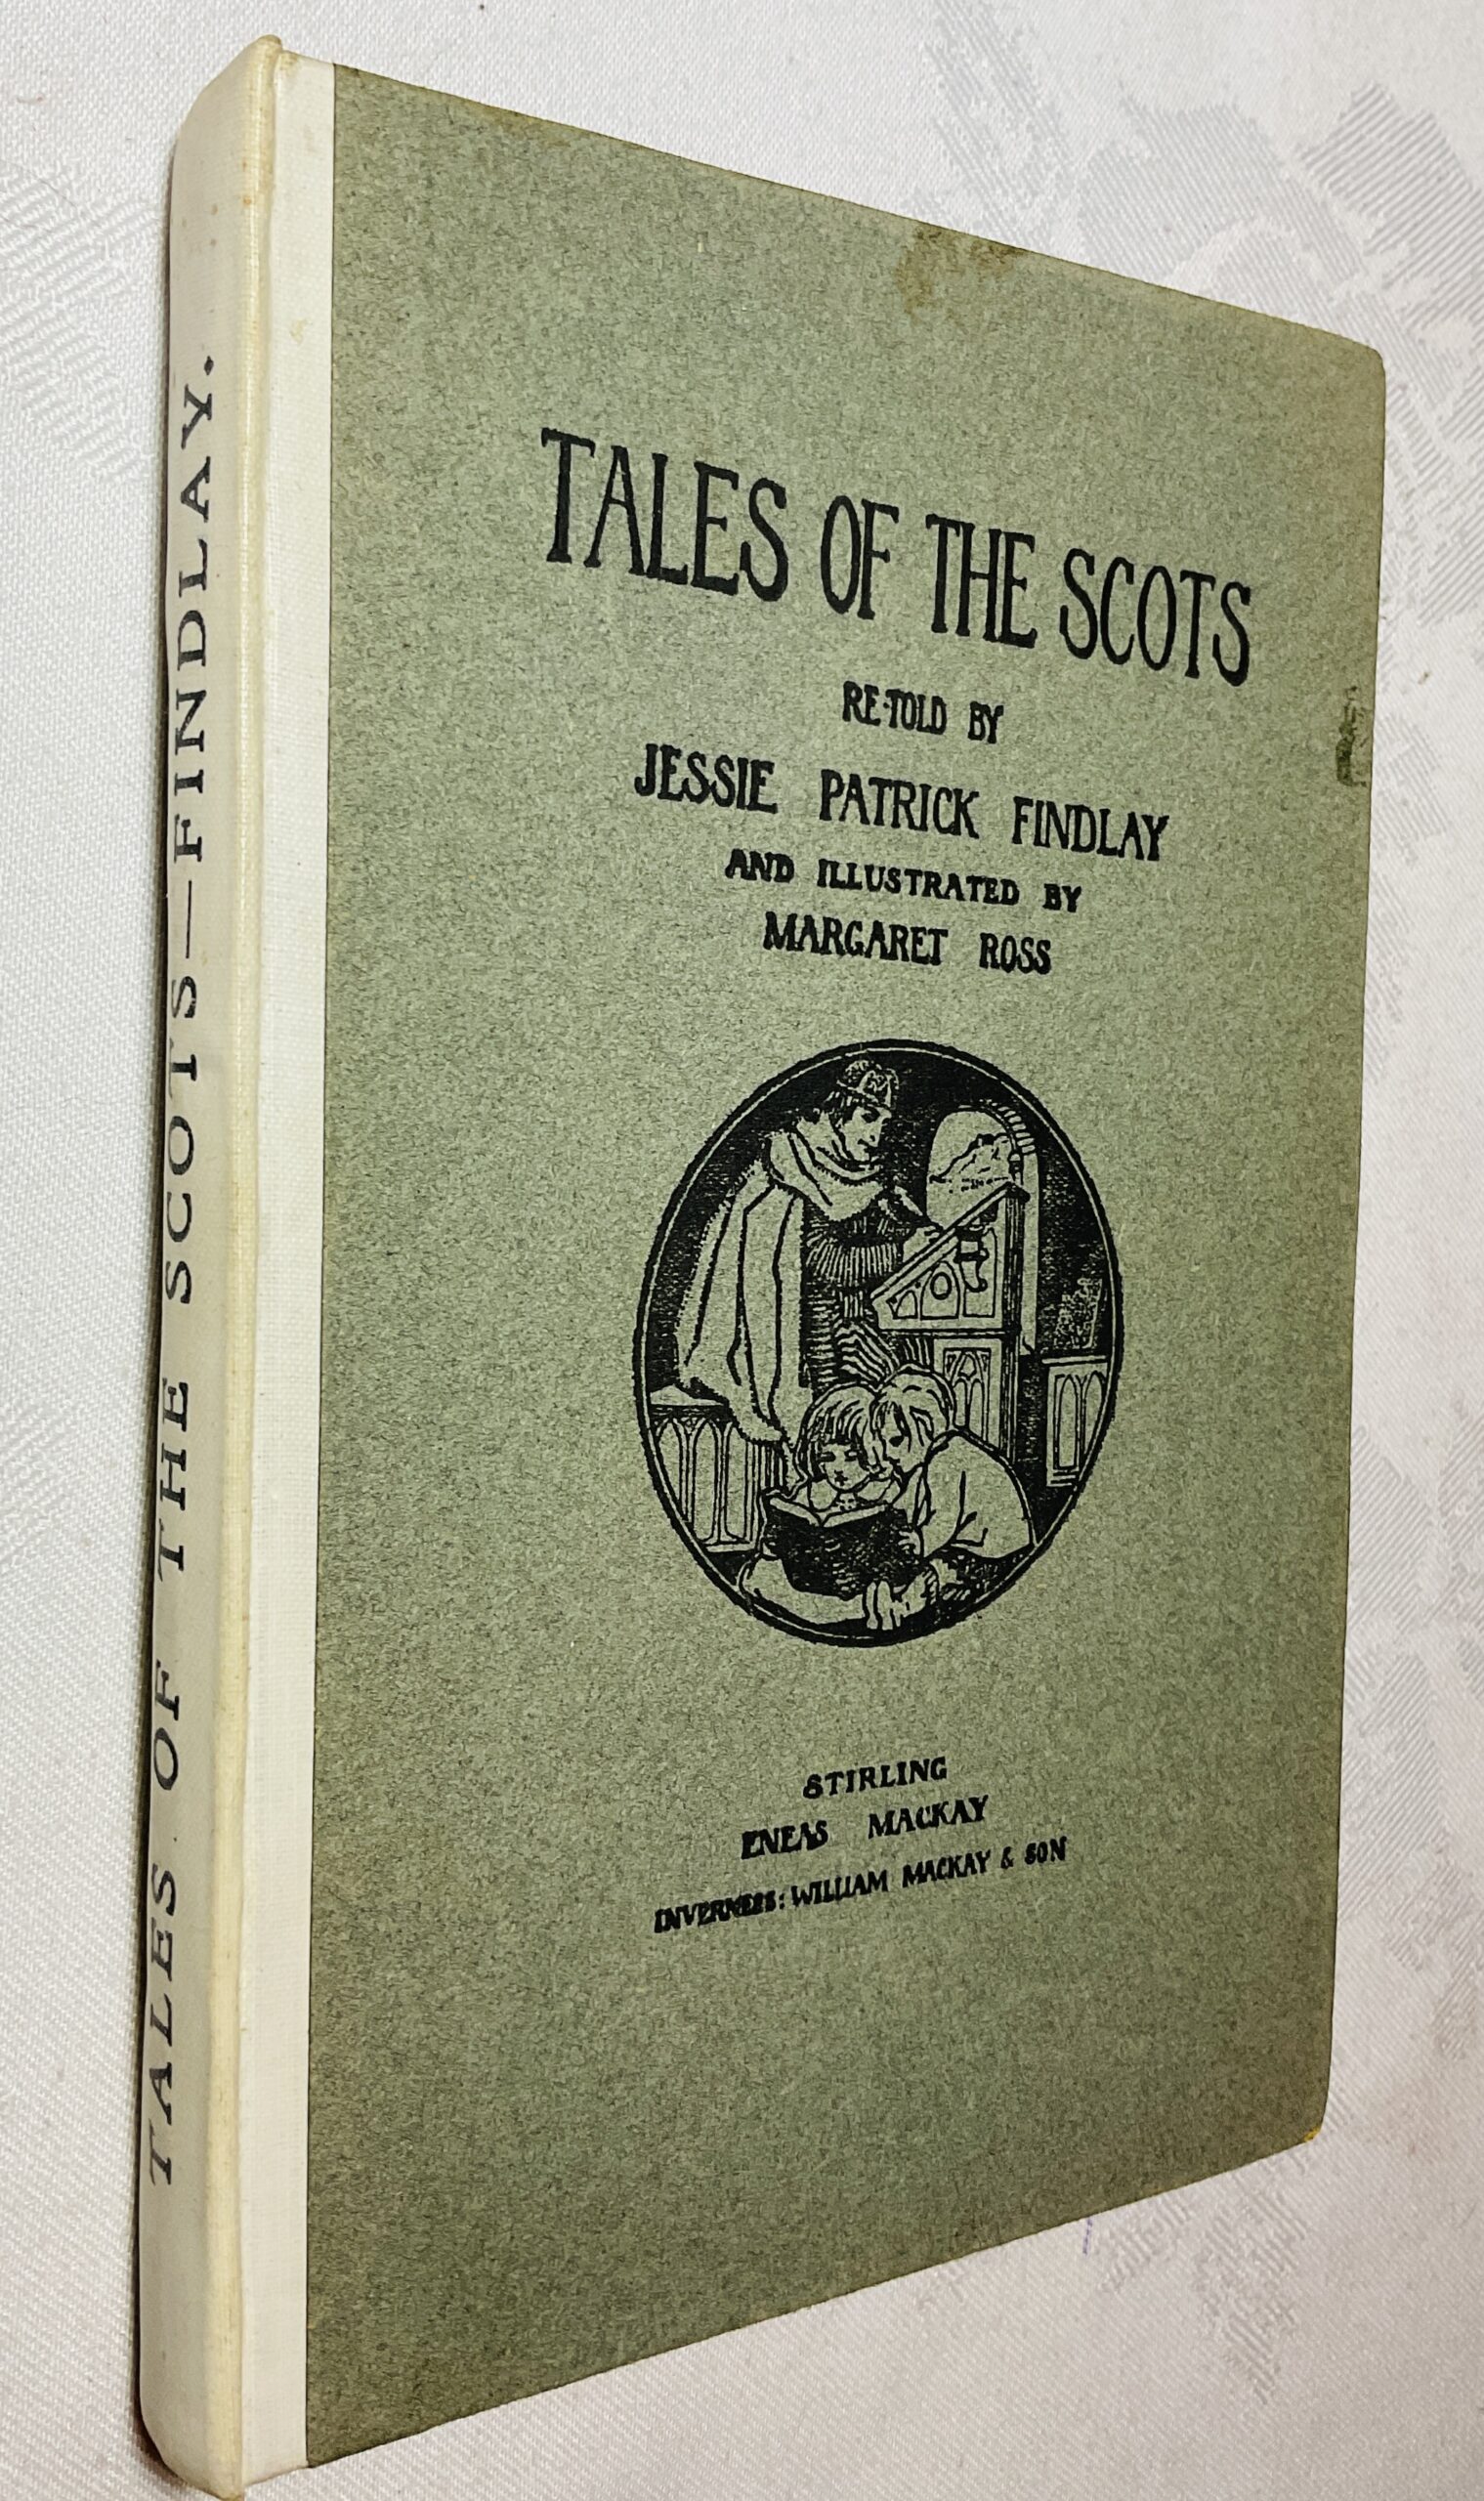 TALES OF THE SCOTS—FINDLAY.
TALES OF THE SCOTS
RE-TOLD BY
JESSIE PATRICK FINDLAY
AND ILLUSTRATED BY
MARGARET ROSS
STIRLING
ENEAS MACKAY
INVERNESS: WILLIAM MACKAY & SON